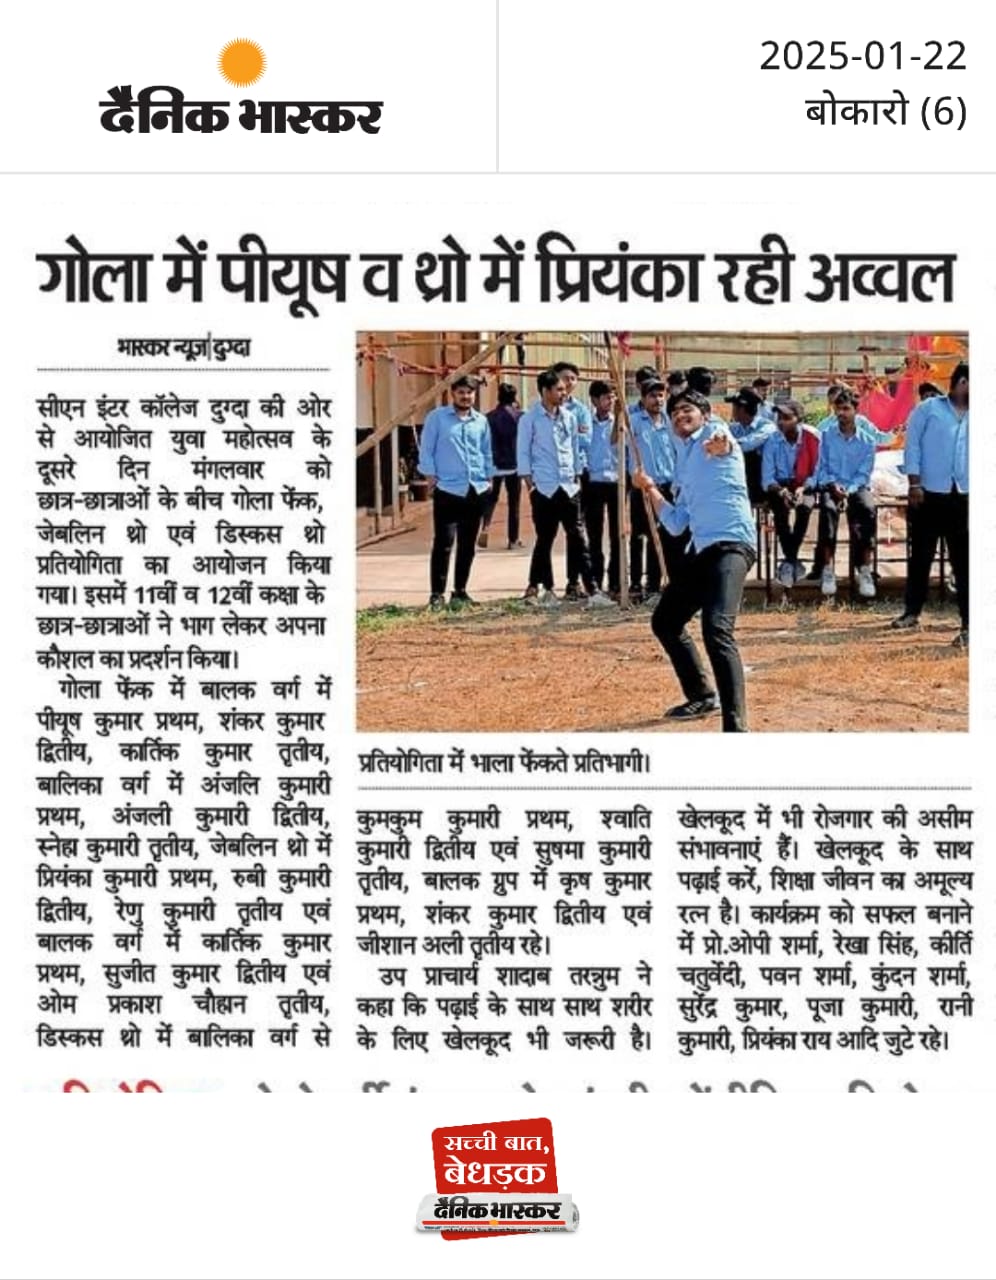 दैनिक भास्कर
2025-01-22
बोकारो (6)
गोला में पीयूष व थ्रो में प्रियंका रही अव्वल
भास्कर न्यूज|दुग्दा
सीएन इंटर कॉलेज दुग्दा की ओर
से आयोजित युवा महोत्सव के
दूसरे दिन मंगलवार को
छात्र-छात्राओं के बीच गोला फेंक,
जेबलिन थ्रो एवं डिस्कस थ्रो
प्रतियोगिता का आयोजन किया
गया। इसमें 11वीं व 12वीं कक्षा के
छात्र-छात्राओं ने भाग लेकर अपना
कौशल का प्रदर्शन किया।
गोला फेंक में बालक वर्ग में
पीयूष कुमार प्रथम, शंकर कुमार
द्वितीय, कार्तिक कुमार तृतीय,
बालिका वर्ग में अंजलि कुमारी
प्रथम, अंजली कुमारी द्वितीय,
स्नेहा कुमारी तृतीय, जेबलिन थ्रो में
प्रियंका कुमारी प्रथम, रुबी कुमारी
द्वितीय, रेणु कुमारी तृतीय एवं
बालक वर्ग में कार्तिक कुमार
प्रथम, सुजीत कुमार द्वितीय एवं
ओम प्रकाश चौहान तृतीय,
डिस्कस थ्रो में बालिका वर्ग से
प्रतियोगिता में भाला फेंकते प्रतिभागी।
कुमकुम कुमारी प्रथम, श्वाति
कुमारी द्वितीय एवं सुषमा कुमारी
तृतीय, बालक ग्रुप में कृष कुमार
प्रथम, शंकर कुमार द्वितीय एवं
जीशान अली तृतीय रहे।
उप प्राचार्य शादाब तरन्नुम ने
कहा कि पढ़ाई के साथ साथ शरीर
के लिए खेलकूद भी जरूरी है।
खेलकूद में भी रोजगार की असीम
संभावनाएं हैं। खेलकूद के साथ
पढ़ाई करें, शिक्षा जीवन का अमूल्य
रत्न है। कार्यक्रम को सफल बनाने
में प्रो.ओपी शर्मा, रेखा सिंह, कीर्ति
चतुर्वेदी, पवन शर्मा, कुंदन शर्मा,
सुरेंद्र कुमार, पूजा कुमारी, रानी
कुमारी, प्रियंका राय आदि जुटे रहे।
सच्ची बात,
बेधड़क
दैनिक भास्कर